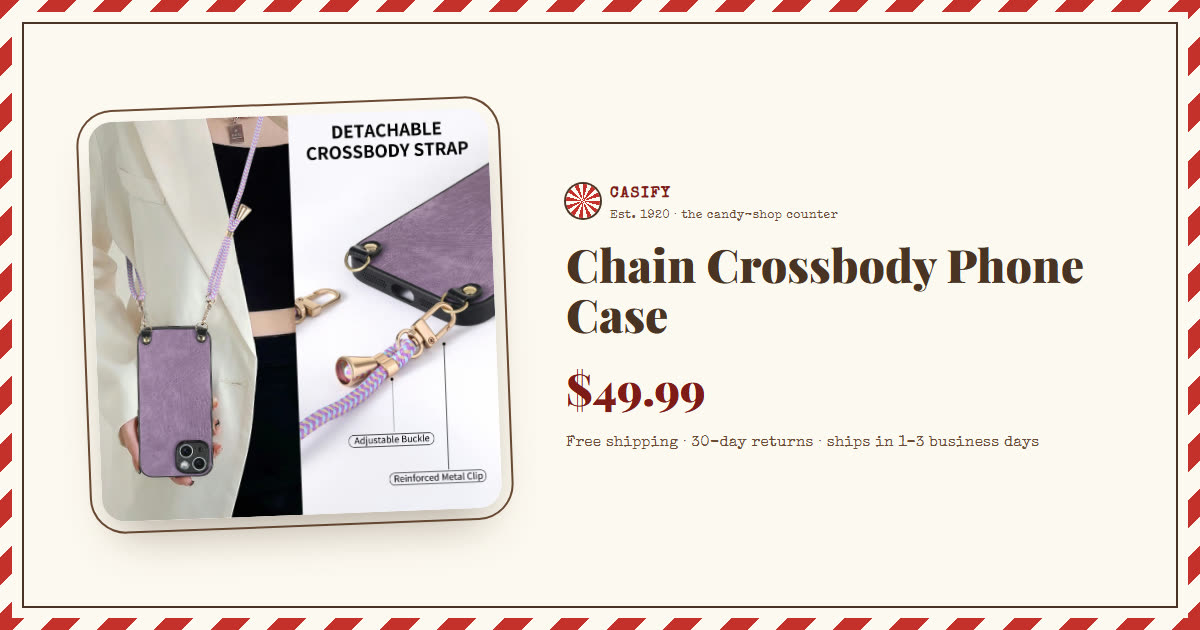 DETACHABLE
CROSSBODY STRAP
Adjustable Buckle
Reinforced Metal Clip
CASIFY
Est. 1920 · the candy-shop counter
Chain Crossbody Phone
Case
$49.99
Free shipping · 30-day returns · ships in 1-3 business days